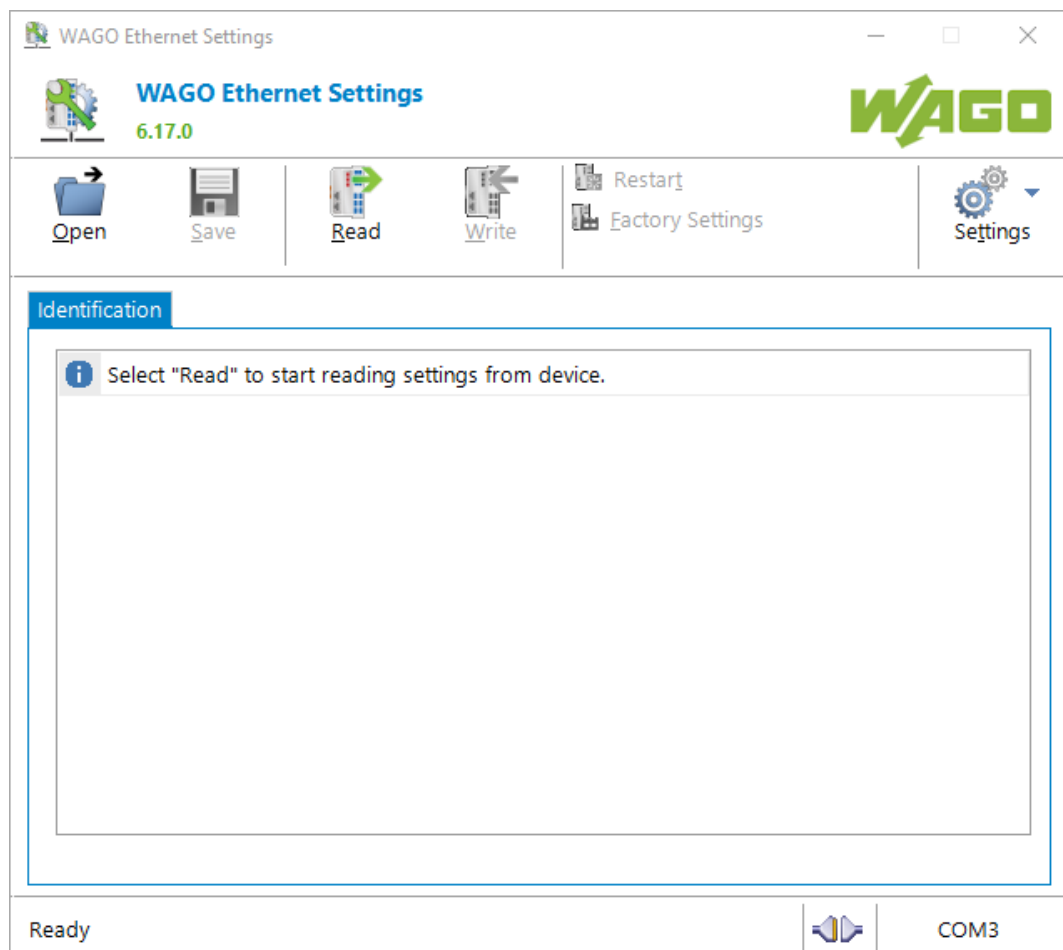 WAGO Ethernet Settings
WAGO Ethernet Settings
6.17.0
WAGO
Open
Save
Read
Write
Restart
Factory Settings
Settings
Identification
Select "Read" to start reading settings from device.
Ready
COM3